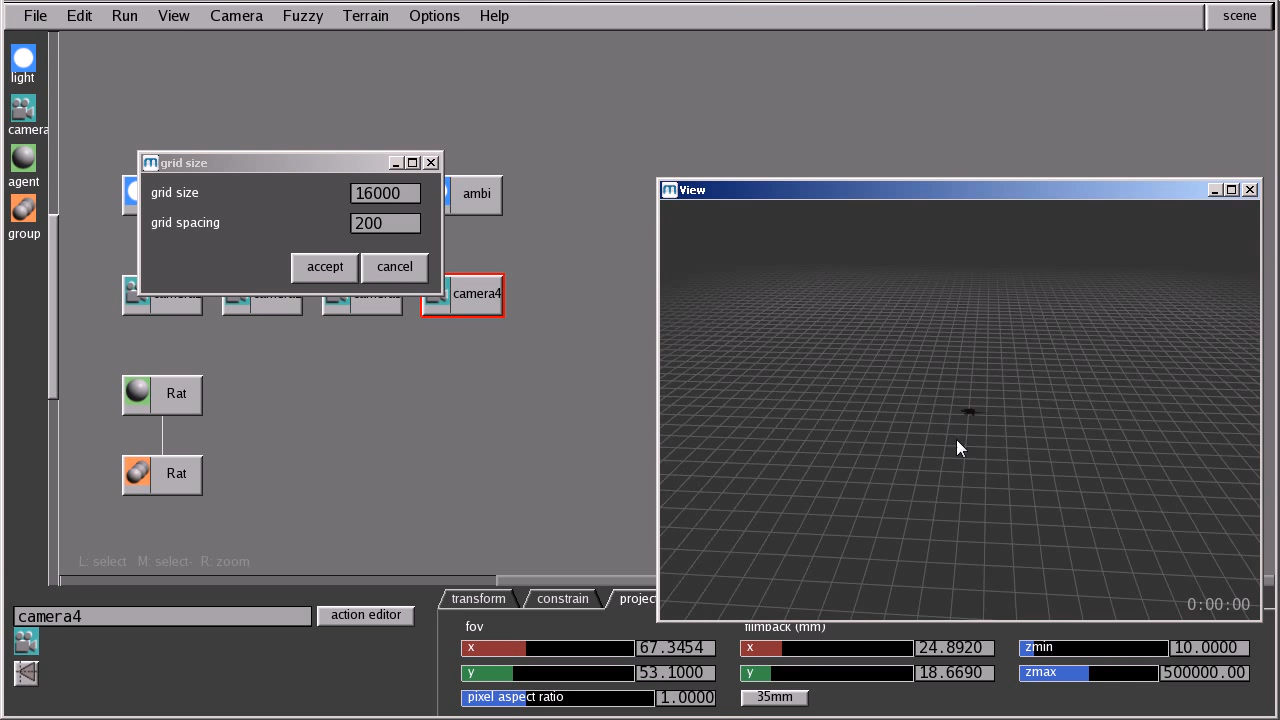 File Edit Run View Camera Fuzzy Terrain Options Help scene
light
camera
agent
group
grid size
grid size 16000
grid spacing 200
accept cancel
ambi
camera4
Rat
Rat
View
0:00:00
L: select M: select- R: zoom
camera4 action editor
transform constrain project
fov filmback (mm)
x 67.3454 x 24.8920 zmin 10.0000
y 53.1000 y 18.6690 zmax 500000.00
pixel aspect ratio 1.0000 35mm